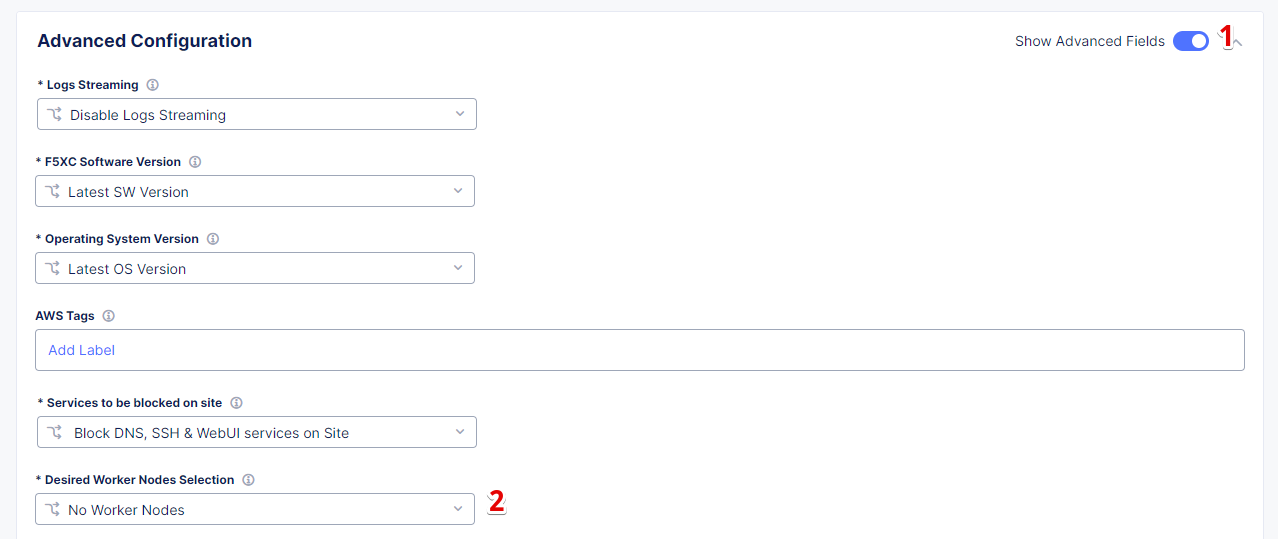 Advanced Configuration
Show Advanced Fields
1
* Logs Streaming
Disable Logs Streaming
* F5XC Software Version
Latest SW Version
* Operating System Version
Latest OS Version
AWS Tags
Add Label
* Services to be blocked on site
Block DNS, SSH & WebUI services on Site
* Desired Worker Nodes Selection
No Worker Nodes
2